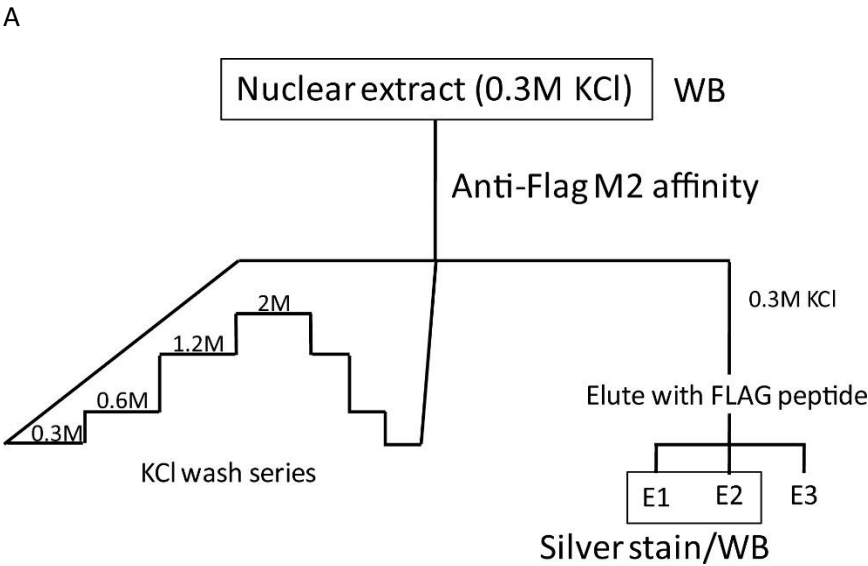 A
Nuclear extract (0.3M KCl) WB
Anti-Flag M2 affinity
0.3M KCl
2M
1.2M
0.6M
0.3M
KCl wash series
Elute with FLAG peptide
E1 E2 E3
Silver stain/WB